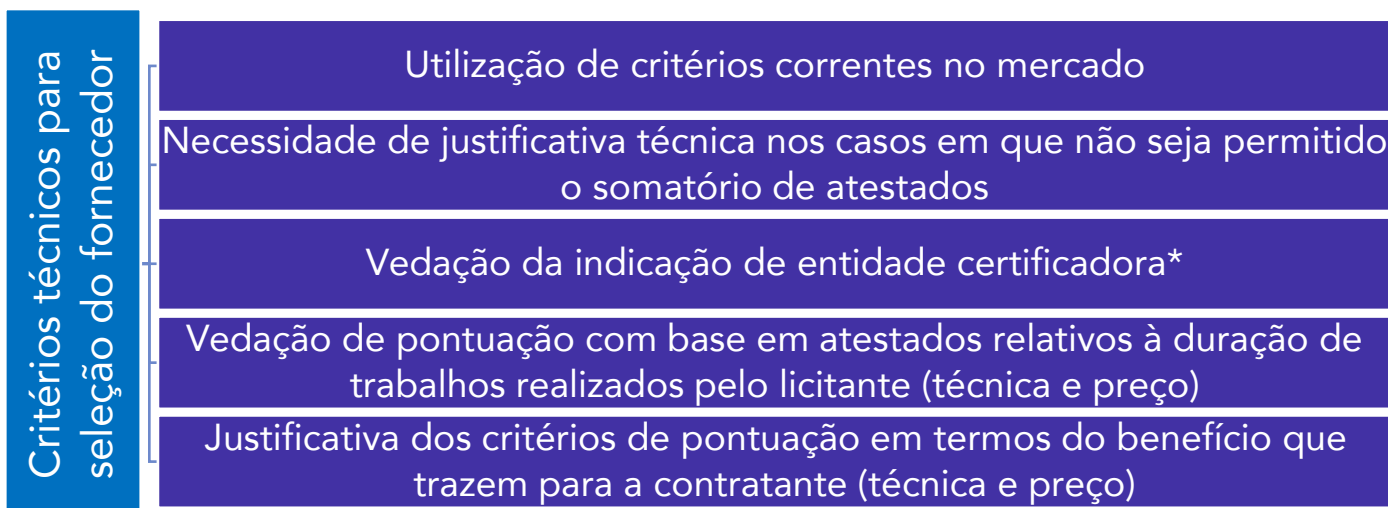 Critérios técnicos para
seleção do fornecedor
Utilização de critérios correntes no mercado
Necessidade de justificativa técnica nos casos em que não seja permitido
o somatório de atestados
Vedação da indicação de entidade certificadora*
Vedação de pontuação com base em atestados relativos à duração de
trabalhos realizados pelo licitante (técnica e preço)
Justificativa dos critérios de pontuação em termos do benefício que
trazem para a contratante (técnica e preço)